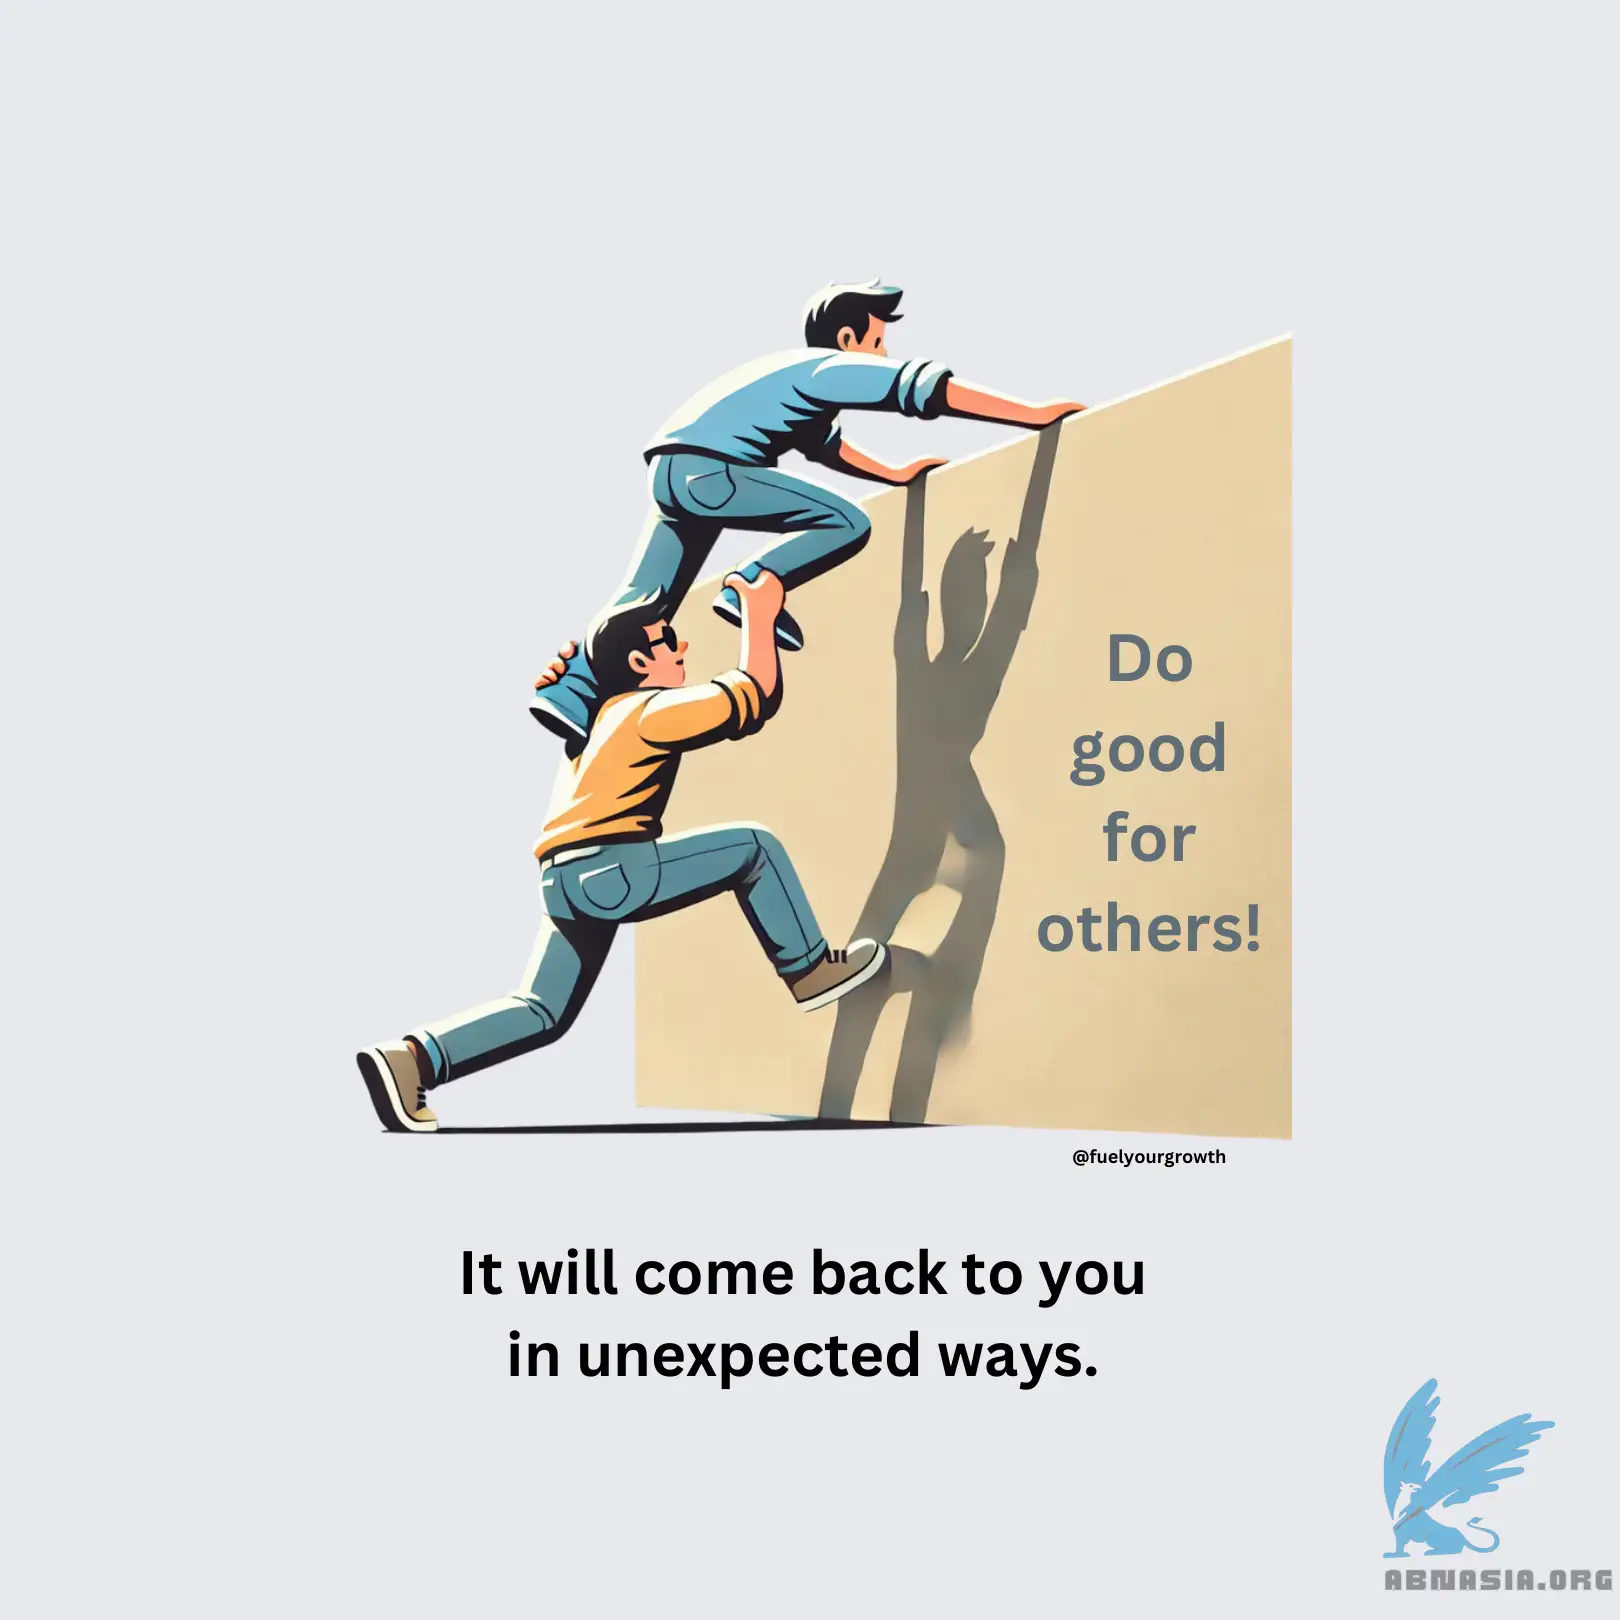 Do
good
for
others!
@fuelyourgrowth
It will come back to you
in unexpected ways.
ABNASIA.ORG